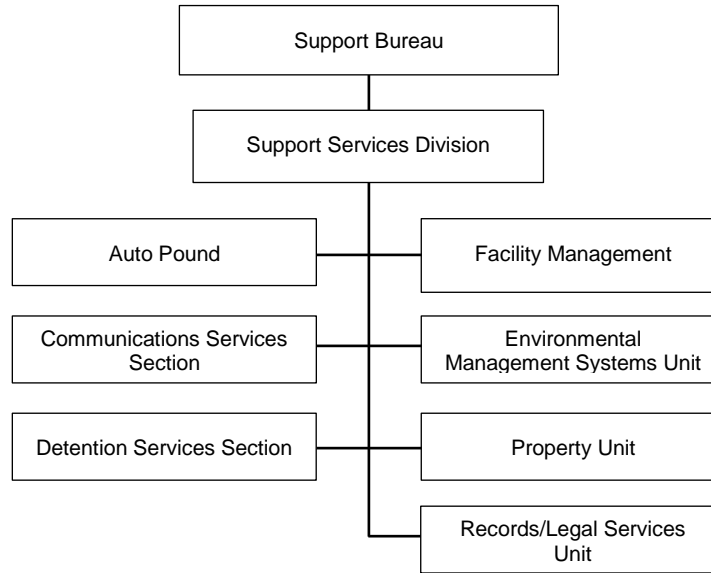 Support Bureau
Support Services Division
Auto Pound
Facility Management
Communications Services
Section
Environmental
Management Systems Unit
Detention Services Section
Property Unit
Records/Legal Services
Unit